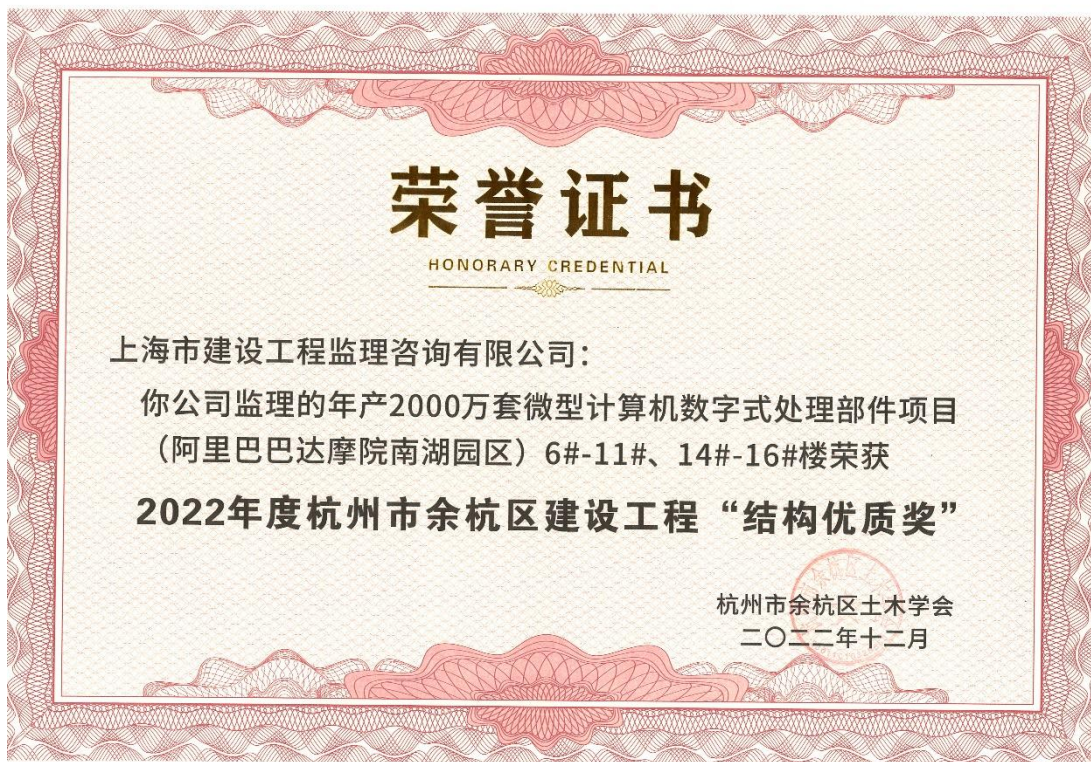 荣誉证书
HONORARY CREDENTIAL
上海市建设工程监理咨询有限公司：
你公司监理的年产2000万套微型计算机数字式处理部件项目
（阿里巴巴达摩院南湖园区）6#-11#、14#-16#楼荣获
2022年度杭州市余杭区建设工程“结构优质奖”
杭州市余杭区土木学会
二〇二二年十二月